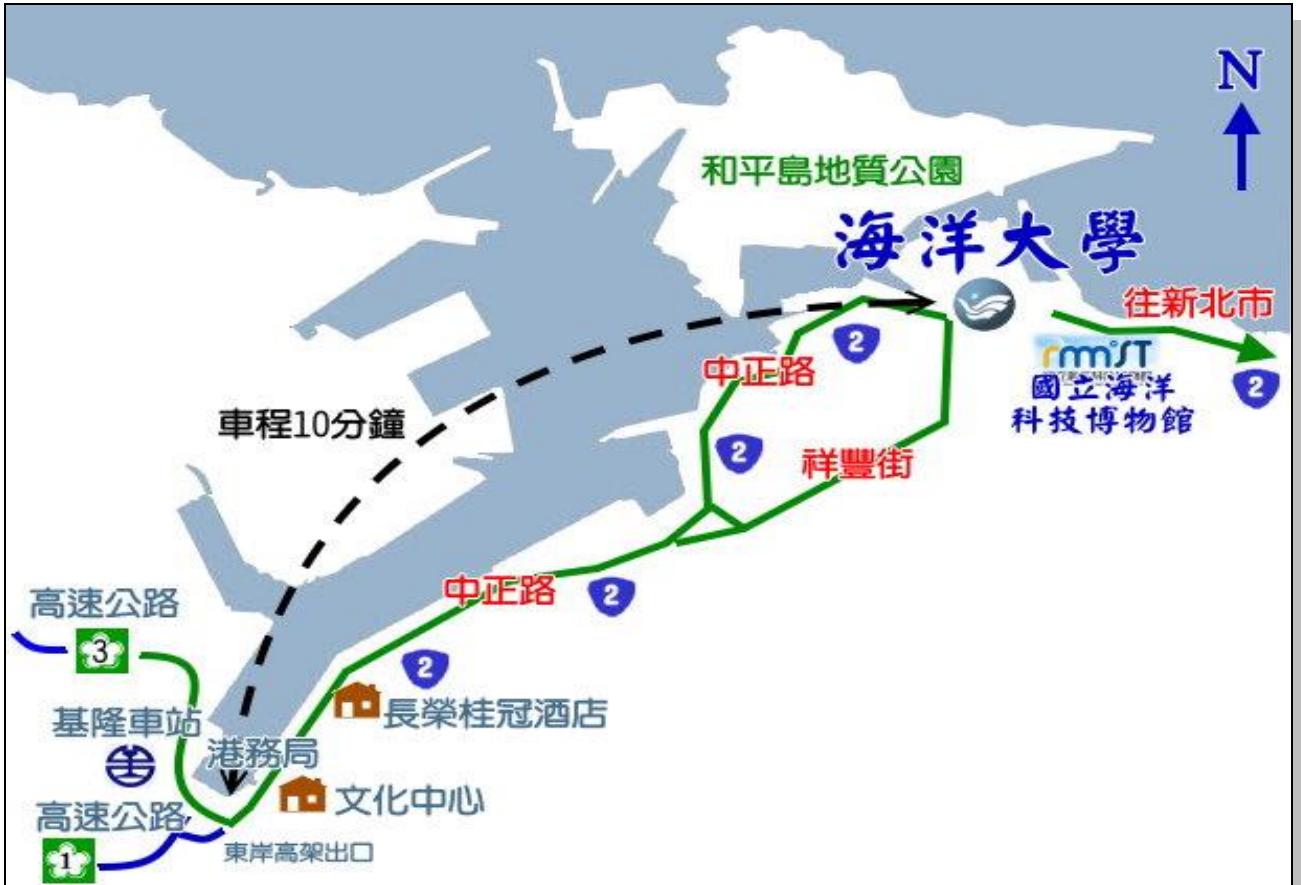 N
和平島地質公園
海洋大學
往新北市
2
rmmiST
中正路
2
國立海洋
科技博物館
車程10分鐘
2
祥豐街
中正路
2
高速公路
3
2
長榮桂冠酒店
基隆車站
港務局
文化中心
高速公路
1
東岸高架出口